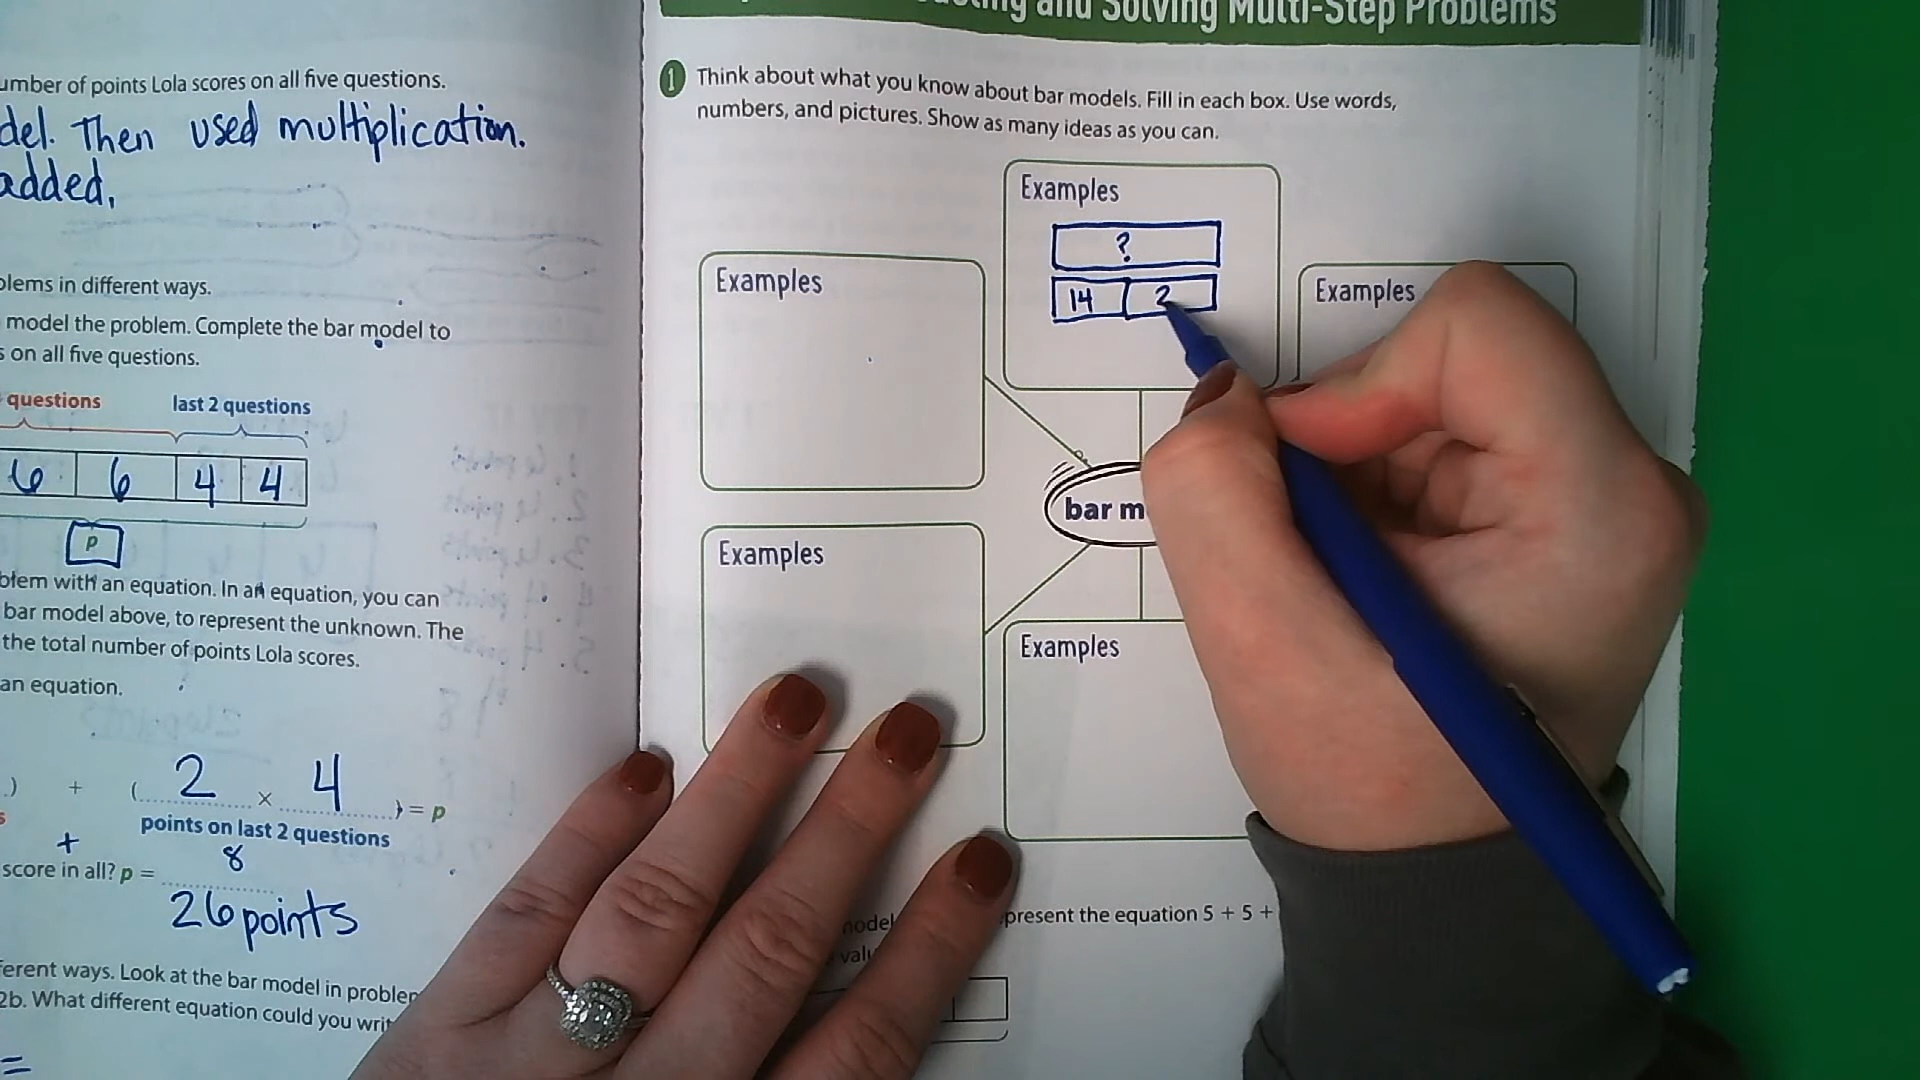 umber of points Lola scores on all five questions.
del. Then used multiplication.
added.
blems in different ways.
model the problem. Complete the bar model to
s on all five questions.
questions last 2 questions
6 6 4 4
p
blem with an equation. In an equation, you can
bar model above, to represent the unknown. The
the total number of points Lola scores.
an equation.
.) + ( 2 × 4 ) = p
points on last 2 questions
+ 8
score in all? p =
26 points
ferent ways. Look at the bar model in problem
2b. What different equation could you writ
=
and Solving Multi-Step Problems
1 Think about what you know about bar models. Fill in each box. Use words,
numbers, and pictures. Show as many ideas as you can.
Examples
?
14 2
Examples
Examples
bar m
Examples
Examples
model present the equation 5 + 5 +
valu